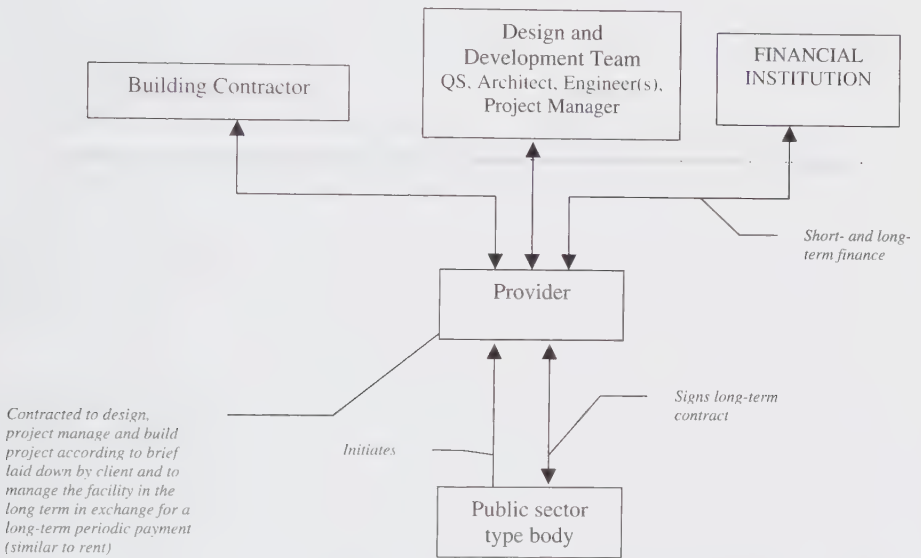 Design and
Development Team
QS, Architect, Engineer(s),
Project Manager
FINANCIAL
INSTITUTION
Building Contractor
Short- and long-
term finance
Provider
Contracted to design,
project manage and build
project according to brief
laid down by client and to
manage the facility in the
long term in exchange for a
long-term periodic payment
(similar to rent)
Initiates
Signs long-term
contract
Public sector
type body